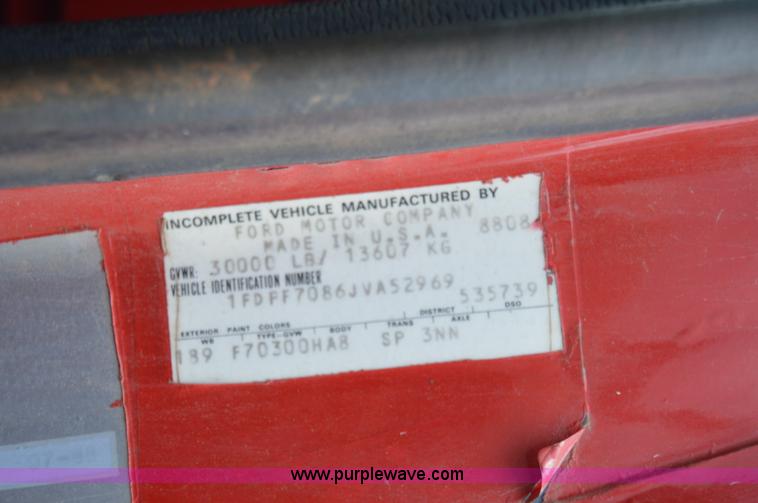 INCOMPLETE VEHICLE MANUFACTURED BY
FORD MOTOR COMPANY
MADE IN U.S.A. 8808
GVWR: 30000 LB/ 13607 KG
VEHICLE IDENTIFICATION NUMBER
1FDPF7086JVA52969 535739
EXTERIOR PAINT COLORS DISTRICT DSO
WB TYPE-GVW BODY TRANS AXLE
189 F70300HA8 SP 3NN
www.purplewave.com